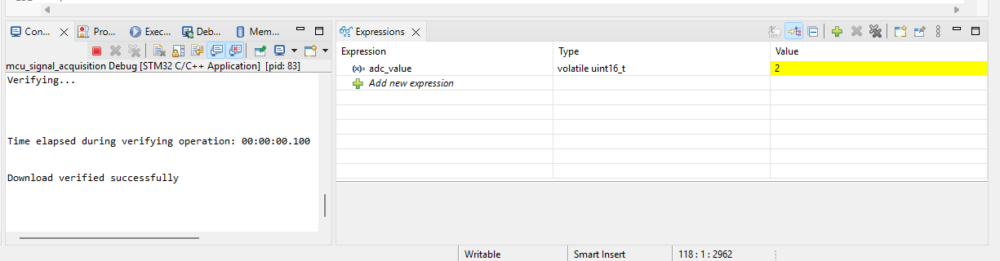 Con...
Pro...
Exec...
Deb...
Mem...
mcu_signal_acquisition Debug [STM32 C/C++ Application] [pid: 83]
Verifying...
Time elapsed during verifying operation: 00:00:00.100
Download verified successfully
Expressions
Expression Type Value
(x)= adc_value volatile uint16_t 2
Add new expression
Writable Smart Insert 118 : 1 : 2962